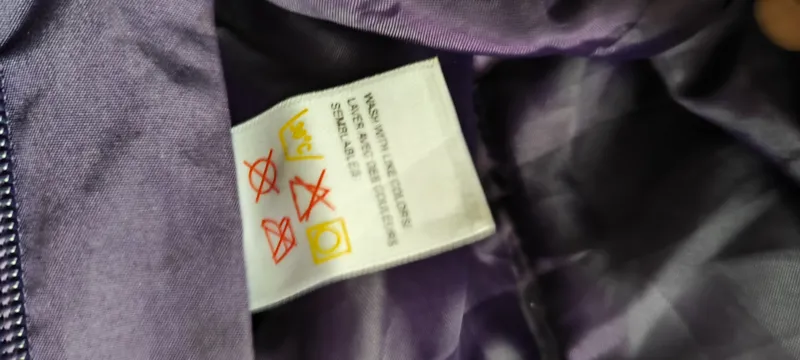 WASH WITH LIKE COLORS/
LAVER AVEC DES COULEURS
SEMBLABLES.
30°C